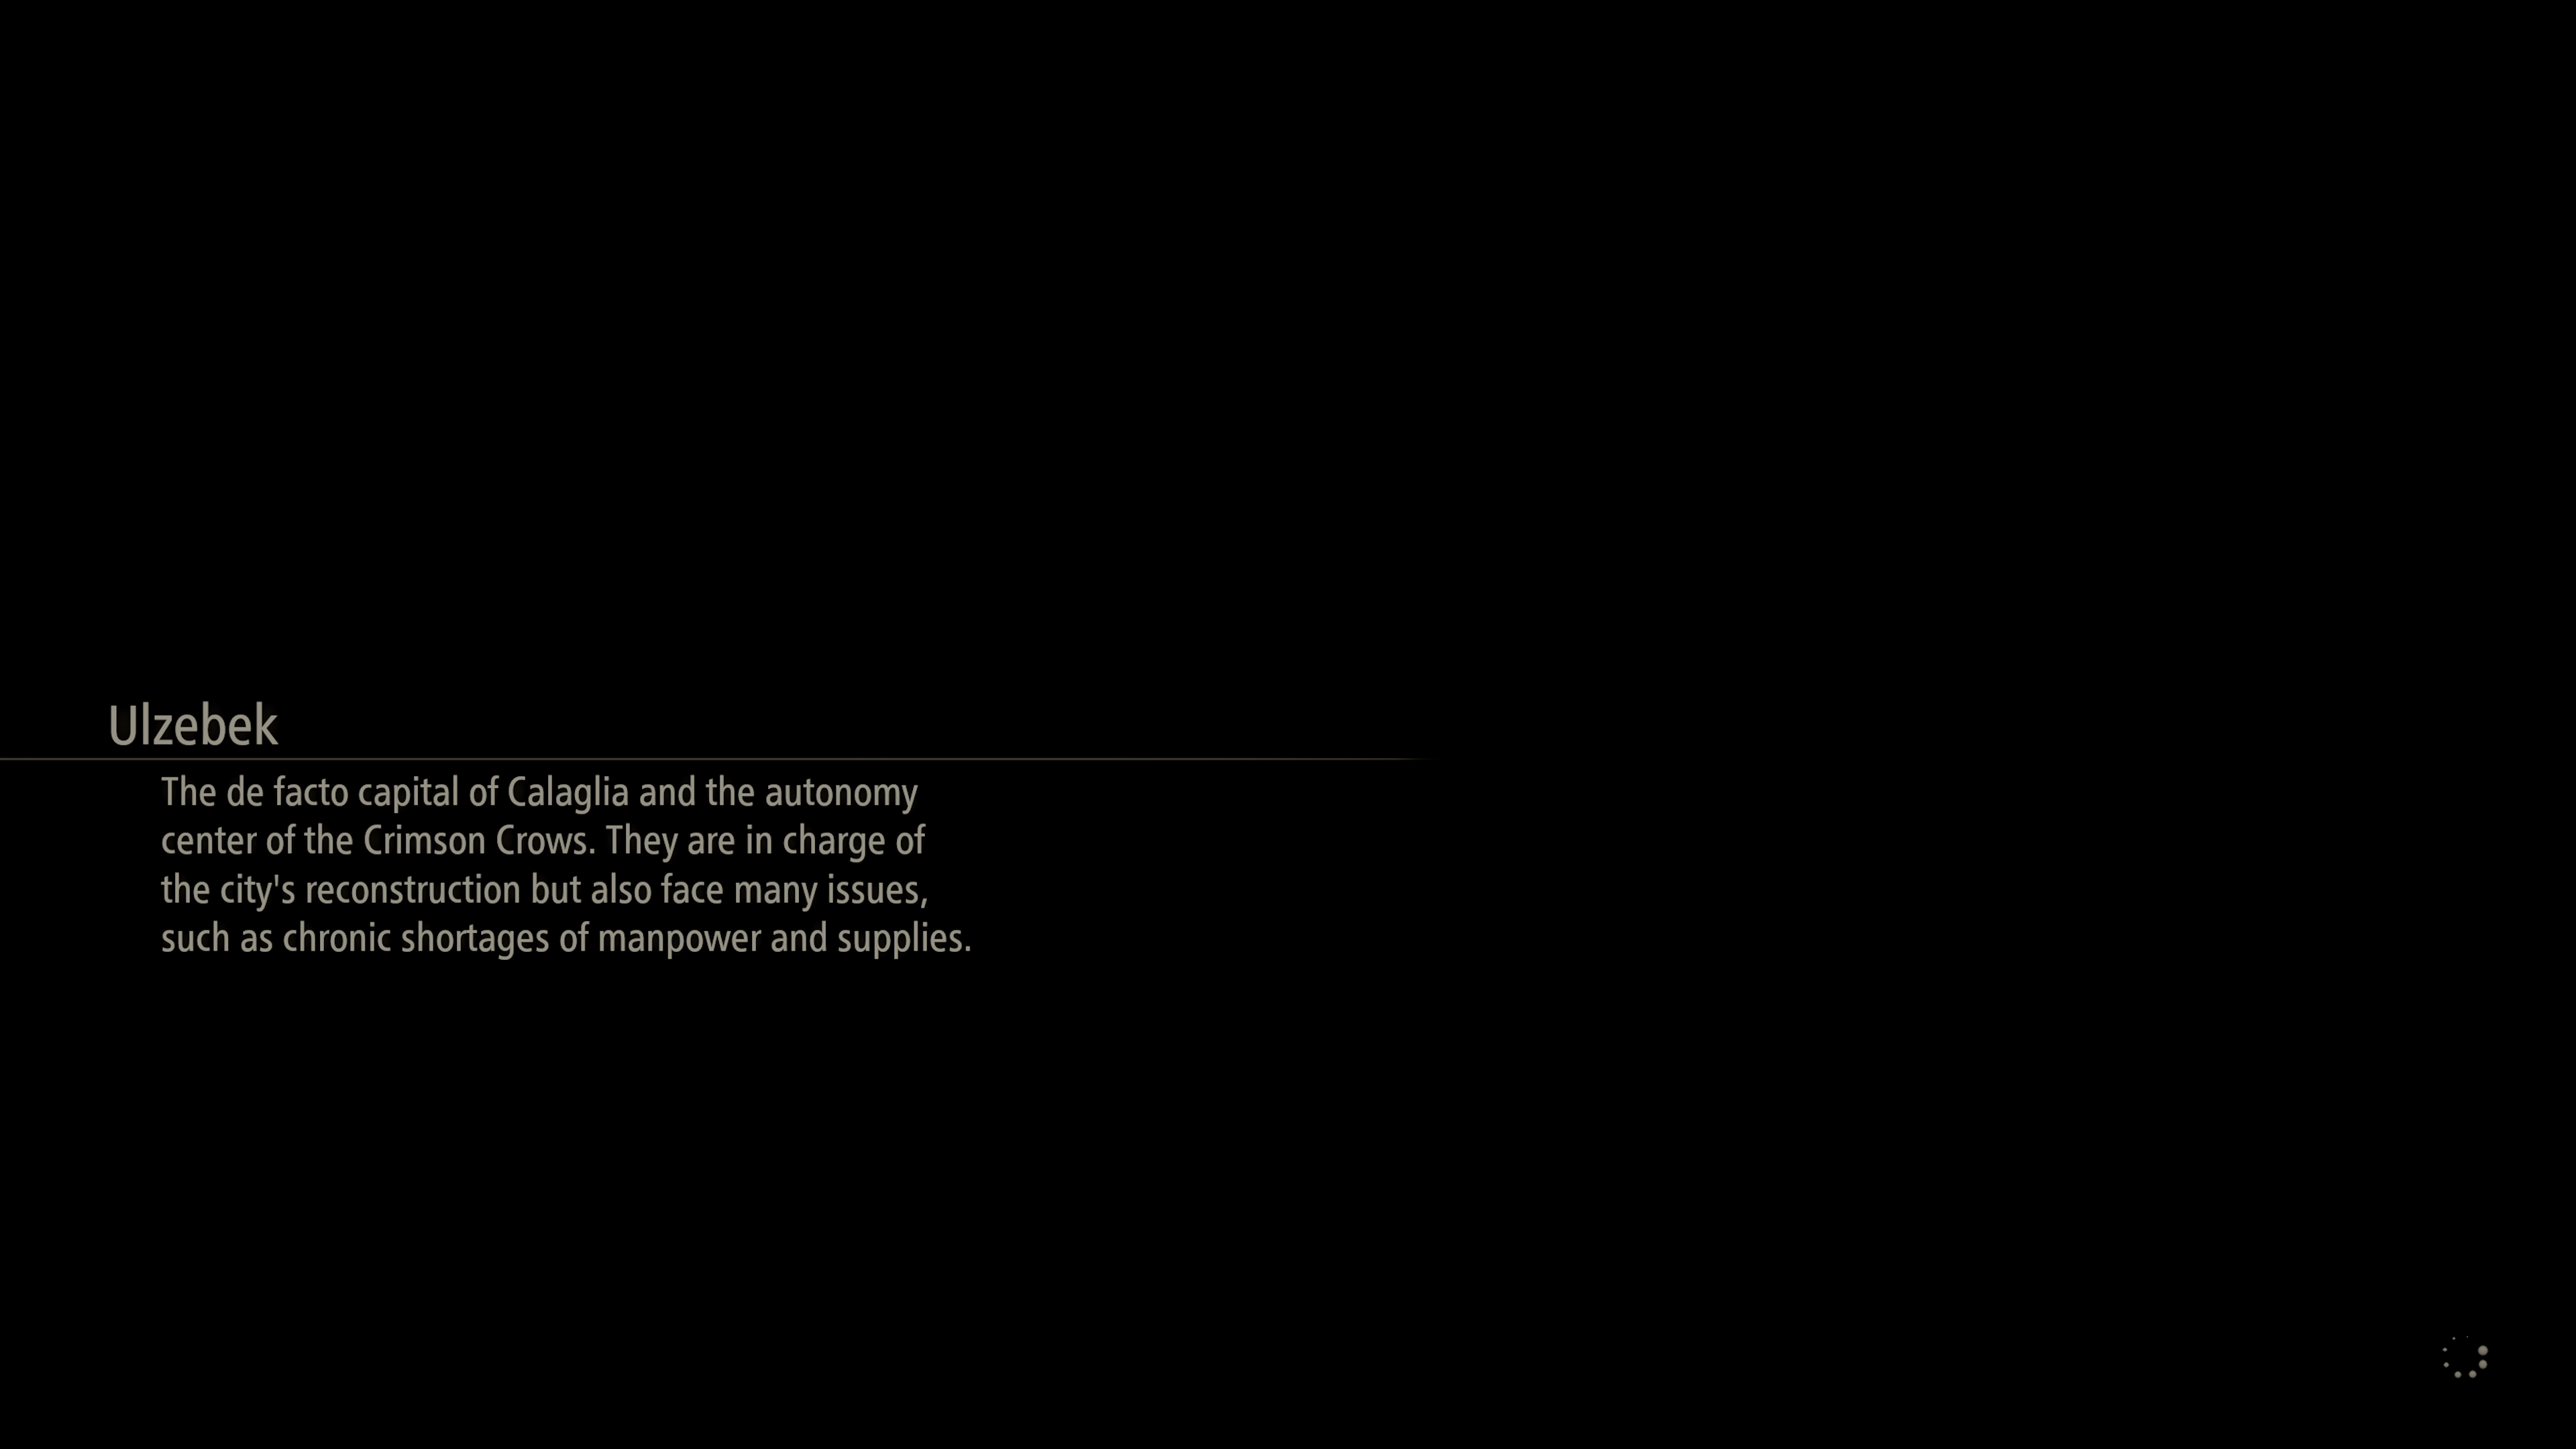 Ulzebek
The de facto capital of Calaglia and the autonomy
center of the Crimson Crows. They are in charge of
the city's reconstruction but also face many issues,
such as chronic shortages of manpower and supplies.